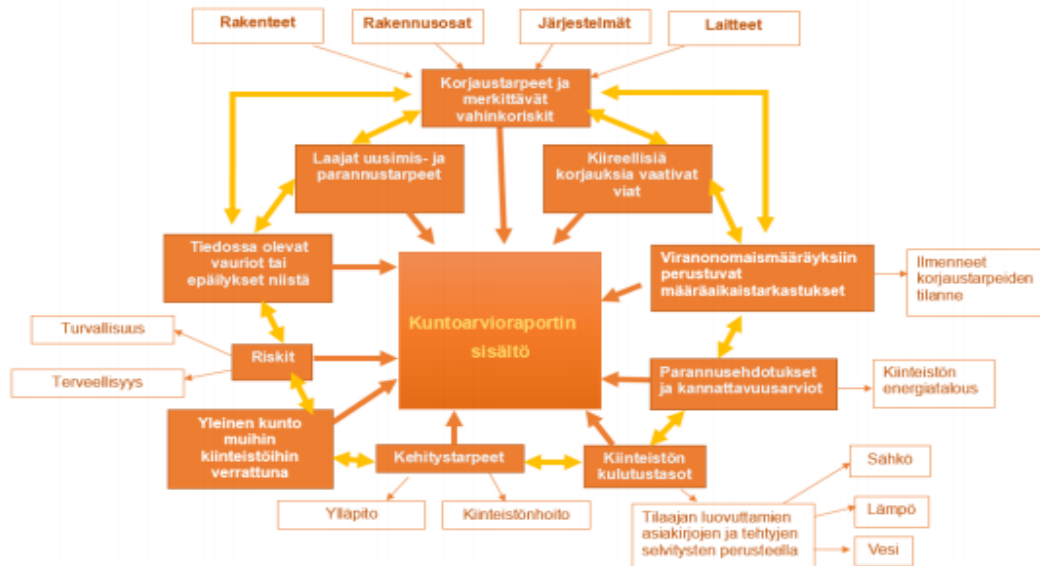 Rakenteet
Rakennusosat
Järjestelmät
Laitteet
Korjaustarpeet ja
merkittävät
vahinkoriskit
Laajat uusimis- ja
parannustarpeet
Kiireellisiä
korjauksia vaativat
viat
Tiedossa olevat
vauriot tai
epäilykset niistä
Viranonomaismääräyksiin
perustuvat
määräaikaistarkastukset
Ilmenneet
korjaustarpeiden
tilanne
Kuntoarvioraportin
sisältö
Turvallisuus
Riskit
Terveellisyys
Parannusehdotukset
ja kannattavuusarviot
Kiinteistön
energiatalous
Yleinen kunto
muihin
kiinteistöihin
verrattuna
Kehitystarpeet
Kiinteistön
kulutustasot
Ylläpito
Kiinteistönhoito
Tilaajan luovuttamien
asiakirjojen ja tehtyjen
selvitysten perusteella
Sähkö
Lämpö
Vesi